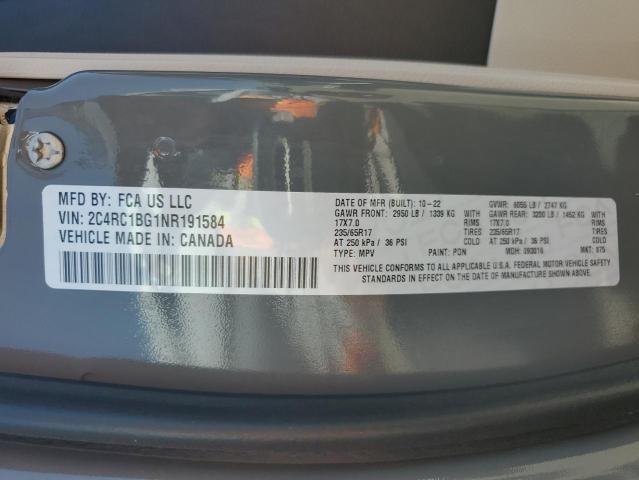 MFD BY: FCA US LLC
VIN: 2C4RC1BG1NR191584
VEHICLE MADE IN: CANADA
DATE OF MFR (BUILT): 10-22 GVWR: 6055 LB / 2747 KG
GAWR FRONT: 2950 LB / 1339 KG WITH GAWR REAR: 3200 LB / 1452 KG WITH
17X7.0 RIMS 17X7.0 RIMS
235/65R17 TIRES 235/65R17 TIRES
AT 250 kPa / 36 PSI COLD AT 250 kPa / 36 PSI COLD
TYPE: MPV PAINT: PDN MDH: 093016 MKT: 975
THIS VEHICLE CONFORMS TO ALL APPLICABLE U.S.A. FEDERAL MOTOR VEHICLE SAFETY
STANDARDS IN EFFECT ON THE DATE OF MANUFACTURE SHOWN ABOVE.